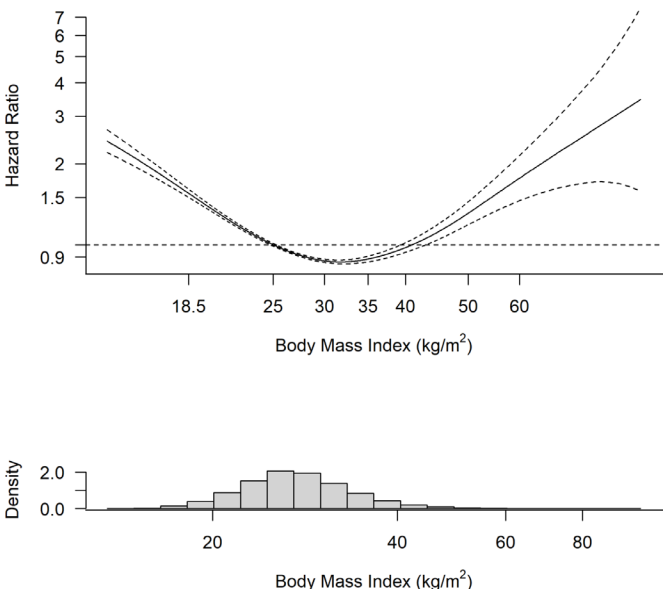 7
6
5
4
3
2
1.5
0.9
Hazard Ratio
18.5 25 30 35 40 50 60
Body Mass Index (kg/m²)
2.0
0.0
Density
20 40 60 80
Body Mass Index (kg/m²)